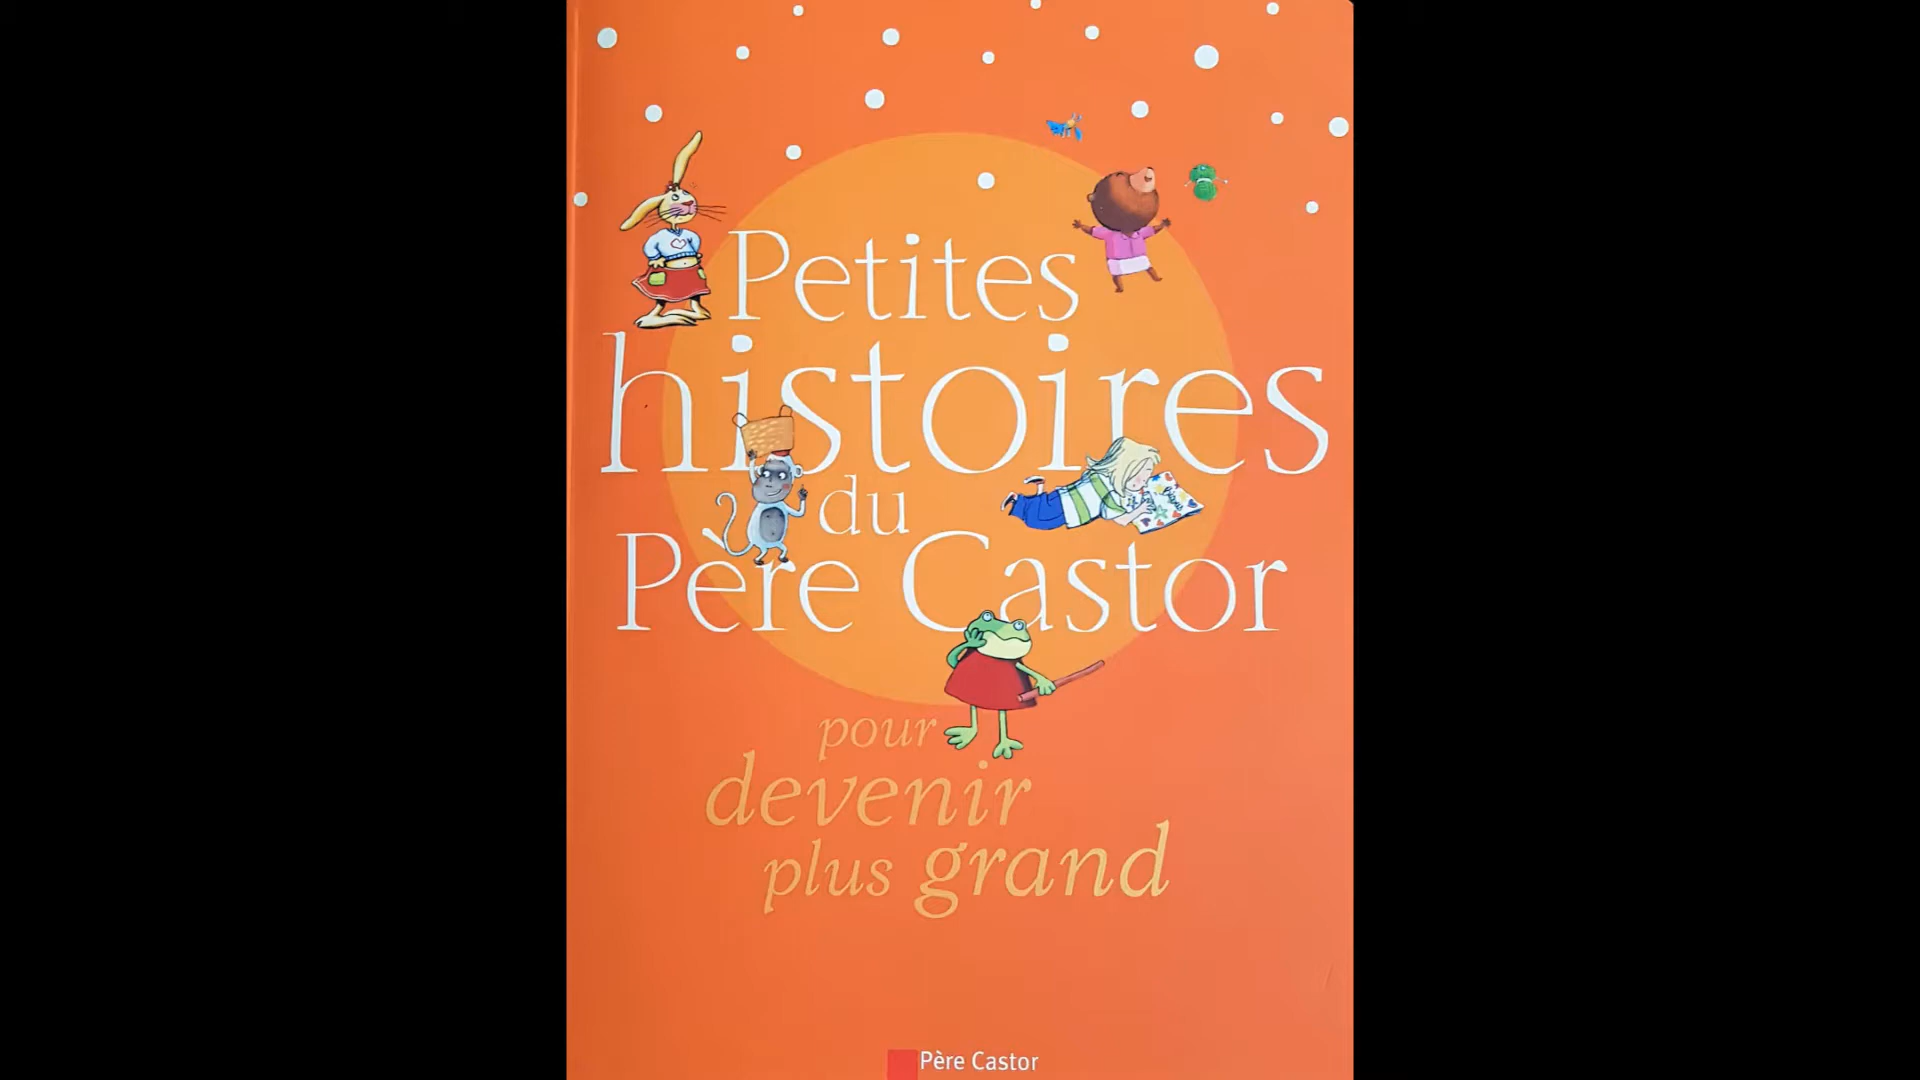 Petites
histoires
du
Père Castor
pour
devenir
plus grand
Père Castor